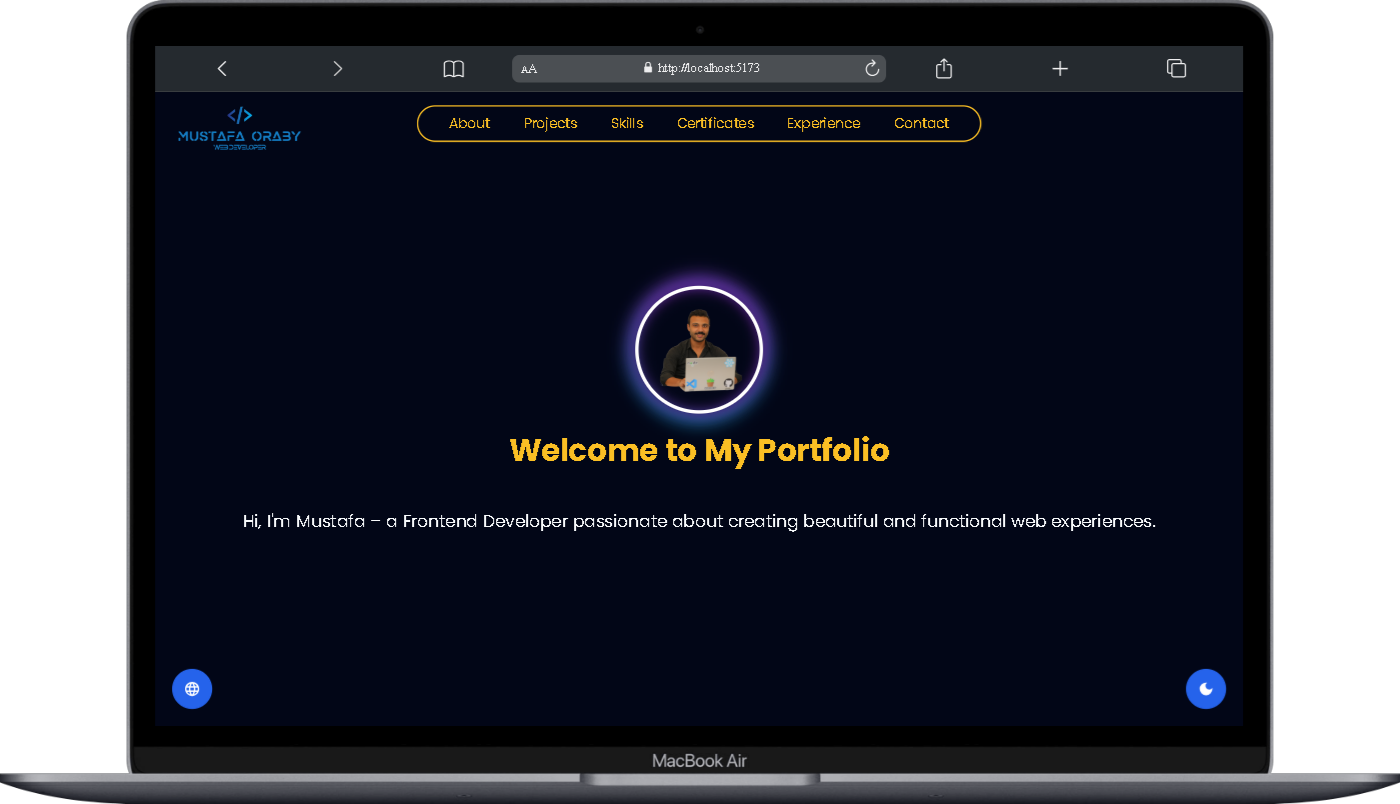 AA
http://localhost:5173
</>
MUSTAFA ORABY
WEB DEVELOPER
About Projects Skills Certificates Experience Contact
Welcome to My Portfolio
Hi, I'm Mustafa – a Frontend Developer passionate about creating beautiful and functional web experiences.
MacBook Air